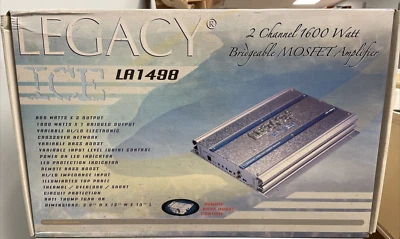 LEGACY®
ICE
LA1498
2 Channel 1600 Watt
Bridgeable MOSFET Amplifier
800 WATTS X 2 OUTPUT
1600 WATTS X 1 BRIDGED OUTPUT
VARIABLE HI/LO ELECTRONIC
CROSSOVER NETWORK
VARIABLE BASS BOOST
VARIABLE INPUT LEVEL (GAIN) CONTROL
POWER ON LED INDICATOR
LED PROTECTION INDICATOR
REMOTE BASS BOOST
HI/LO IMPEDANCE INPUT
ILLUMINATED TOP PANEL
THERMAL / OVERLOAD / SHORT
CIRCUIT PROTECTION
ANTI THUMP TURN ON
DIMENSIONS:
LEGACY